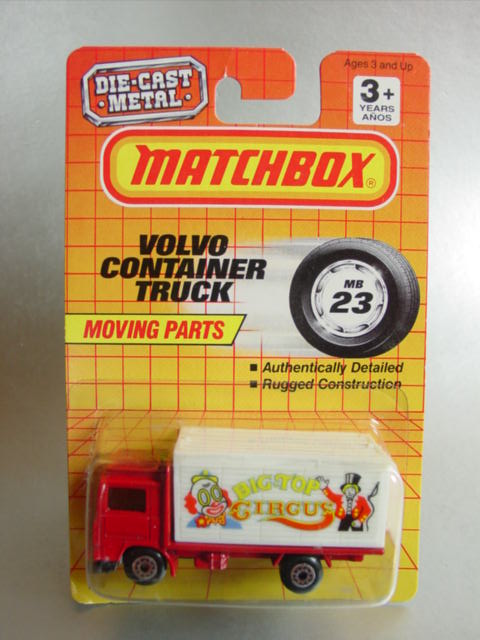 DIE-CAST
METAL
Ages 3 and Up
3+
YEARS
AÑOS
MATCHBOX®
VOLVO
CONTAINER
TRUCK
MB
23
MOVING PARTS
■ Authentically Detailed
■ Rugged Construction
BIG TOP
CIRCUS